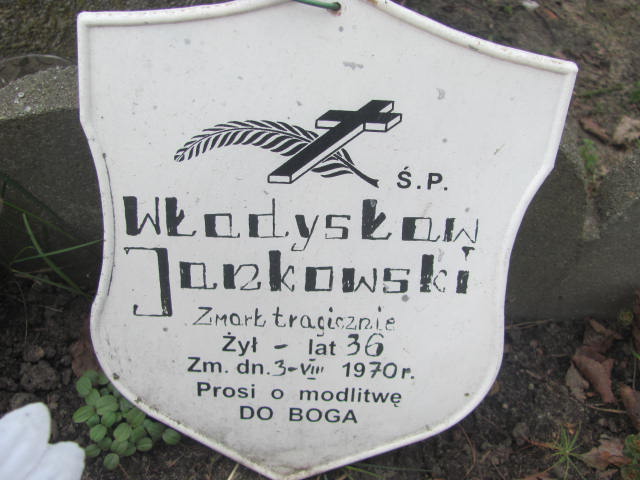 Ś.P.
Władysław
Jankowski
Zmarł tragicznie
Żył - lat 36
Zm. dn. 3-VIII 1970 r.
Prosi o modlitwę
DO BOGA